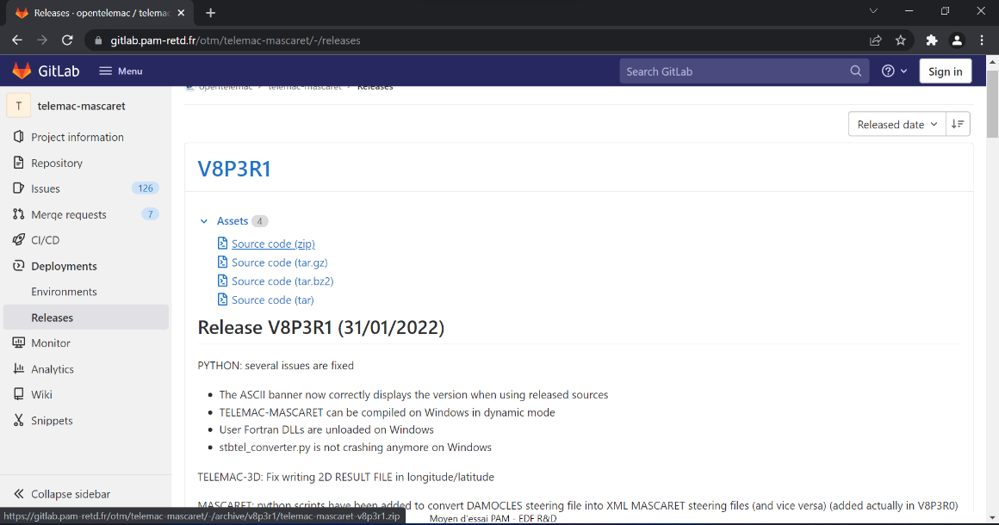 Releases · opentelemac / telemac
gitlab.pam-retd.fr/otm/telemac-mascaret/-/releases
GitLab
Menu
Search GitLab
Sign in
opentelemac › telemac-mascaret › Releases
T
telemac-mascaret
Released date
Project information
Repository
V8P3R1
Issues
126
Merge requests
7
Assets
4
CI/CD
Source code (zip)
Deployments
Source code (tar.gz)
Environments
Source code (tar.bz2)
Source code (tar)
Releases
Release V8P3R1 (31/01/2022)
Monitor
Analytics
PYTHON: several issues are fixed
Wiki
The ASCII banner now correctly displays the version when using released sources
TELEMAC-MASCARET can be compiled on Windows in dynamic mode
Snippets
User Fortran DLLs are unloaded on Windows
stbtel_converter.py is not crashing anymore on Windows
TELEMAC-3D: Fix writing 2D RESULT FILE in longitude/latitude
Collapse sidebar
MASCARET: python scripts have been added to convert DAMOCLES steering file into XML MASCARET steering files (and vice versa) (added actually in V8P3R0)
https://gitlab.pam-retd.fr/otm/telemac-mascaret/-/archive/v8p3r1/telemac-mascaret-v8p3r1.zip
Moyen d'essai PAM - EDF R&D